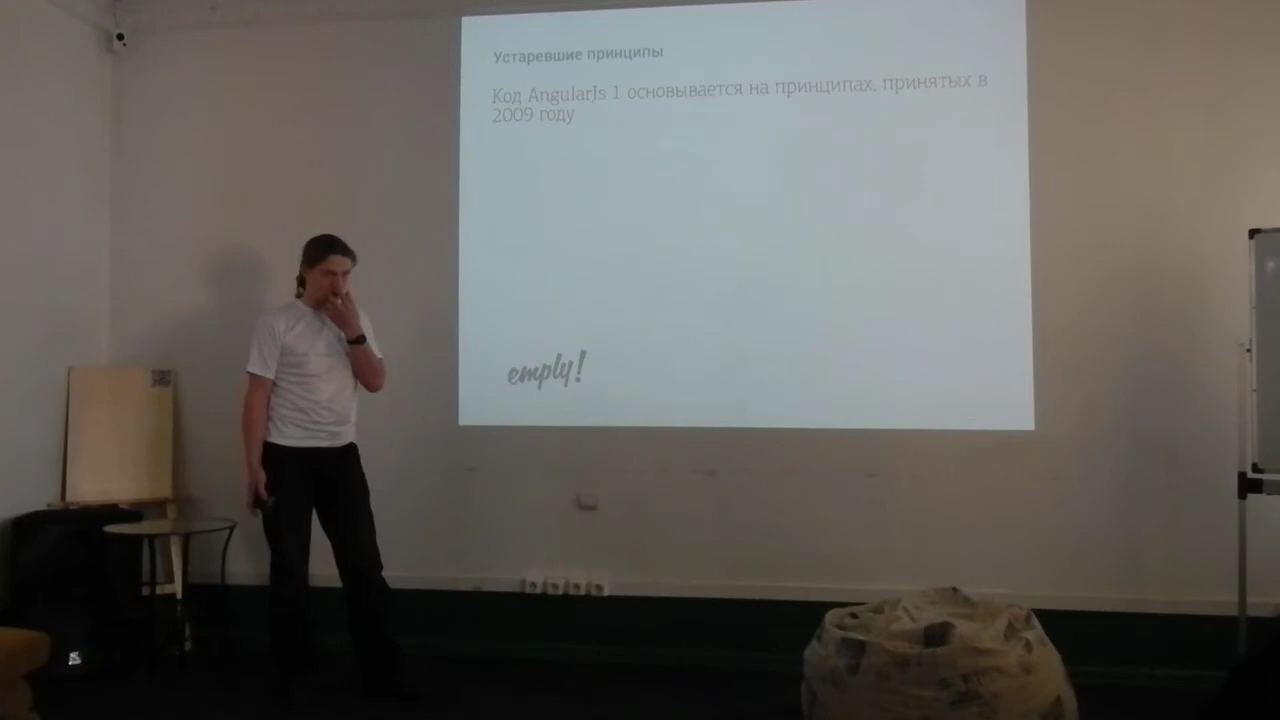 Устаревшие принципы
Код AngularJs 1 основывается на принципах, принятых в
2009 году
emply!